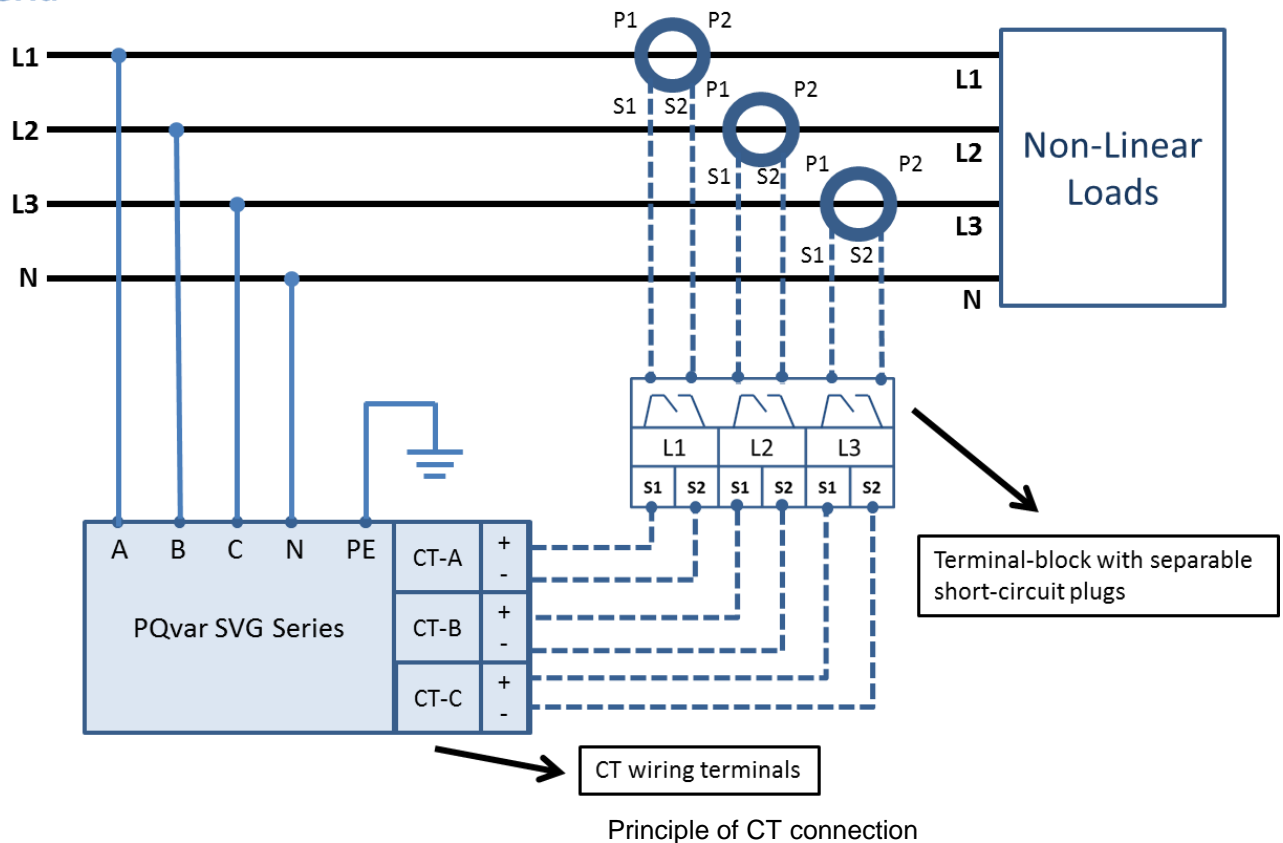 P1 P2
L1
L1
S1 S2 P1 P2
L2
L2
S1 S2 P1 P2
L3
L3
S1 S2
N
N
Non-Linear
Loads
L1 L2 L3
S1 S2 S1 S2 S1 S2
A B C N PE
CT-A + -
CT-B + -
CT-C + -
PQvar SVG Series
Terminal-block with separable
short-circuit plugs
CT wiring terminals
Principle of CT connection